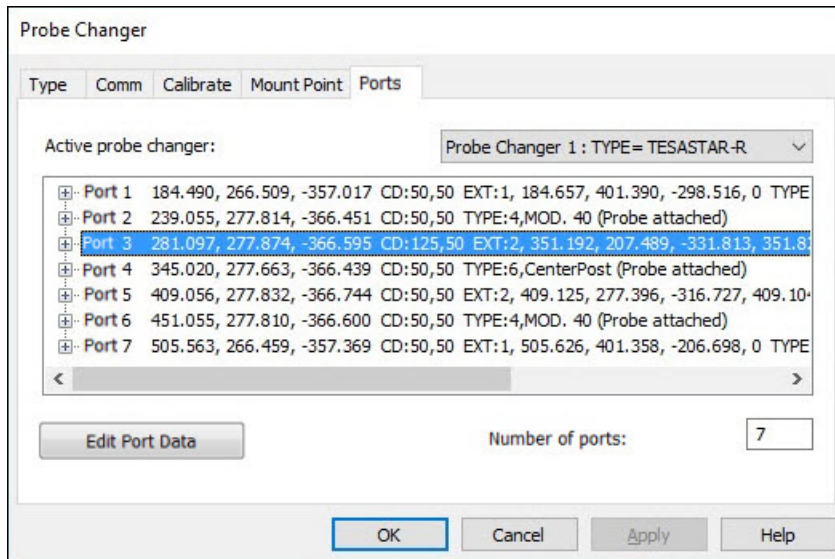 Probe Changer
Type Comm Calibrate Mount Point Ports
Active probe changer: Probe Changer 1 : TYPE= TESASTAR-R
Port 1 184.490, 266.509, -357.017 CD:50,50 EXT:1, 184.657, 401.390, -298.516, 0 TYPE
Port 2 239.055, 277.814, -366.451 CD:50,50 TYPE:4,MOD. 40 (Probe attached)
Port 3 281.097, 277.874, -366.595 CD:125,50 EXT:2, 351.192, 207.489, -331.813, 351.82
Port 4 345.020, 277.663, -366.439 CD:50,50 TYPE:6,CenterPost (Probe attached)
Port 5 409.056, 277.832, -366.744 CD:50,50 EXT:2, 409.125, 277.396, -316.727, 409.104
Port 6 451.055, 277.810, -366.600 CD:50,50 TYPE:4,MOD. 40 (Probe attached)
Port 7 505.563, 266.459, -357.369 CD:50,50 EXT:1, 505.626, 401.358, -206.698, 0 TYPE
Edit Port Data Number of ports: 7
OK Cancel Apply Help